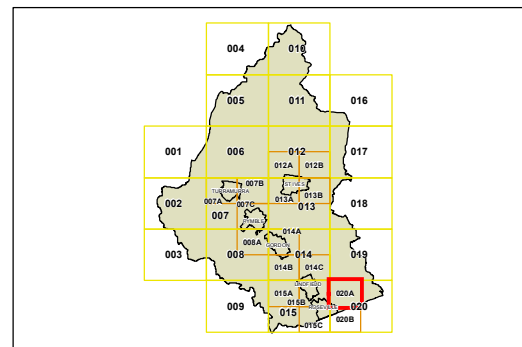 004 010
005 011 016
001 006 012 017
012A 012B
007B ST IVES
TURRAMURRA
002 007A 007C 013A 013B 018
007 PYMBLE 013
008A GORDON 014A
003 008 014 019
014B 014C
LINDFIELD
015A 020A
009 015B ROSEVILLE 020
015 020B
015C